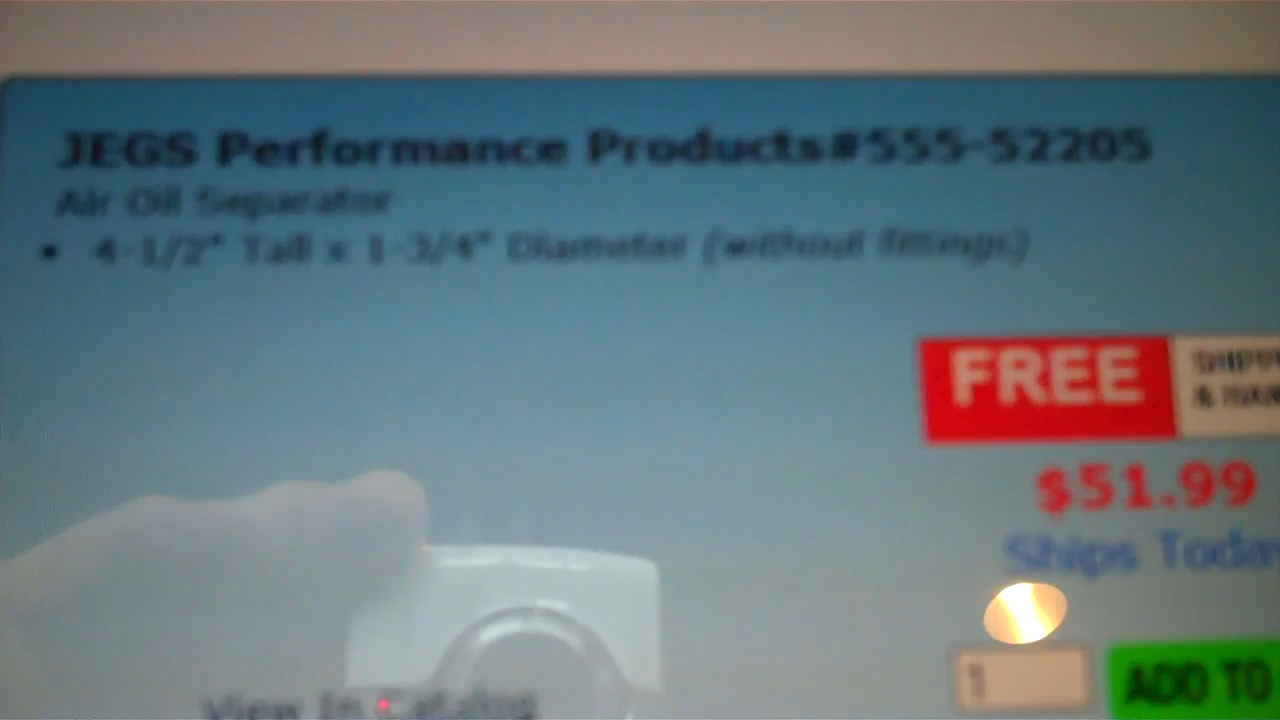 JEGS Performance Products#555-52205
Air Oil Separator
• 4-1/2" Tall x 1-3/4" Diameter (without fittings)
FREE
&
$51.99
Ships Today
1
ADD TO
View In Catalog